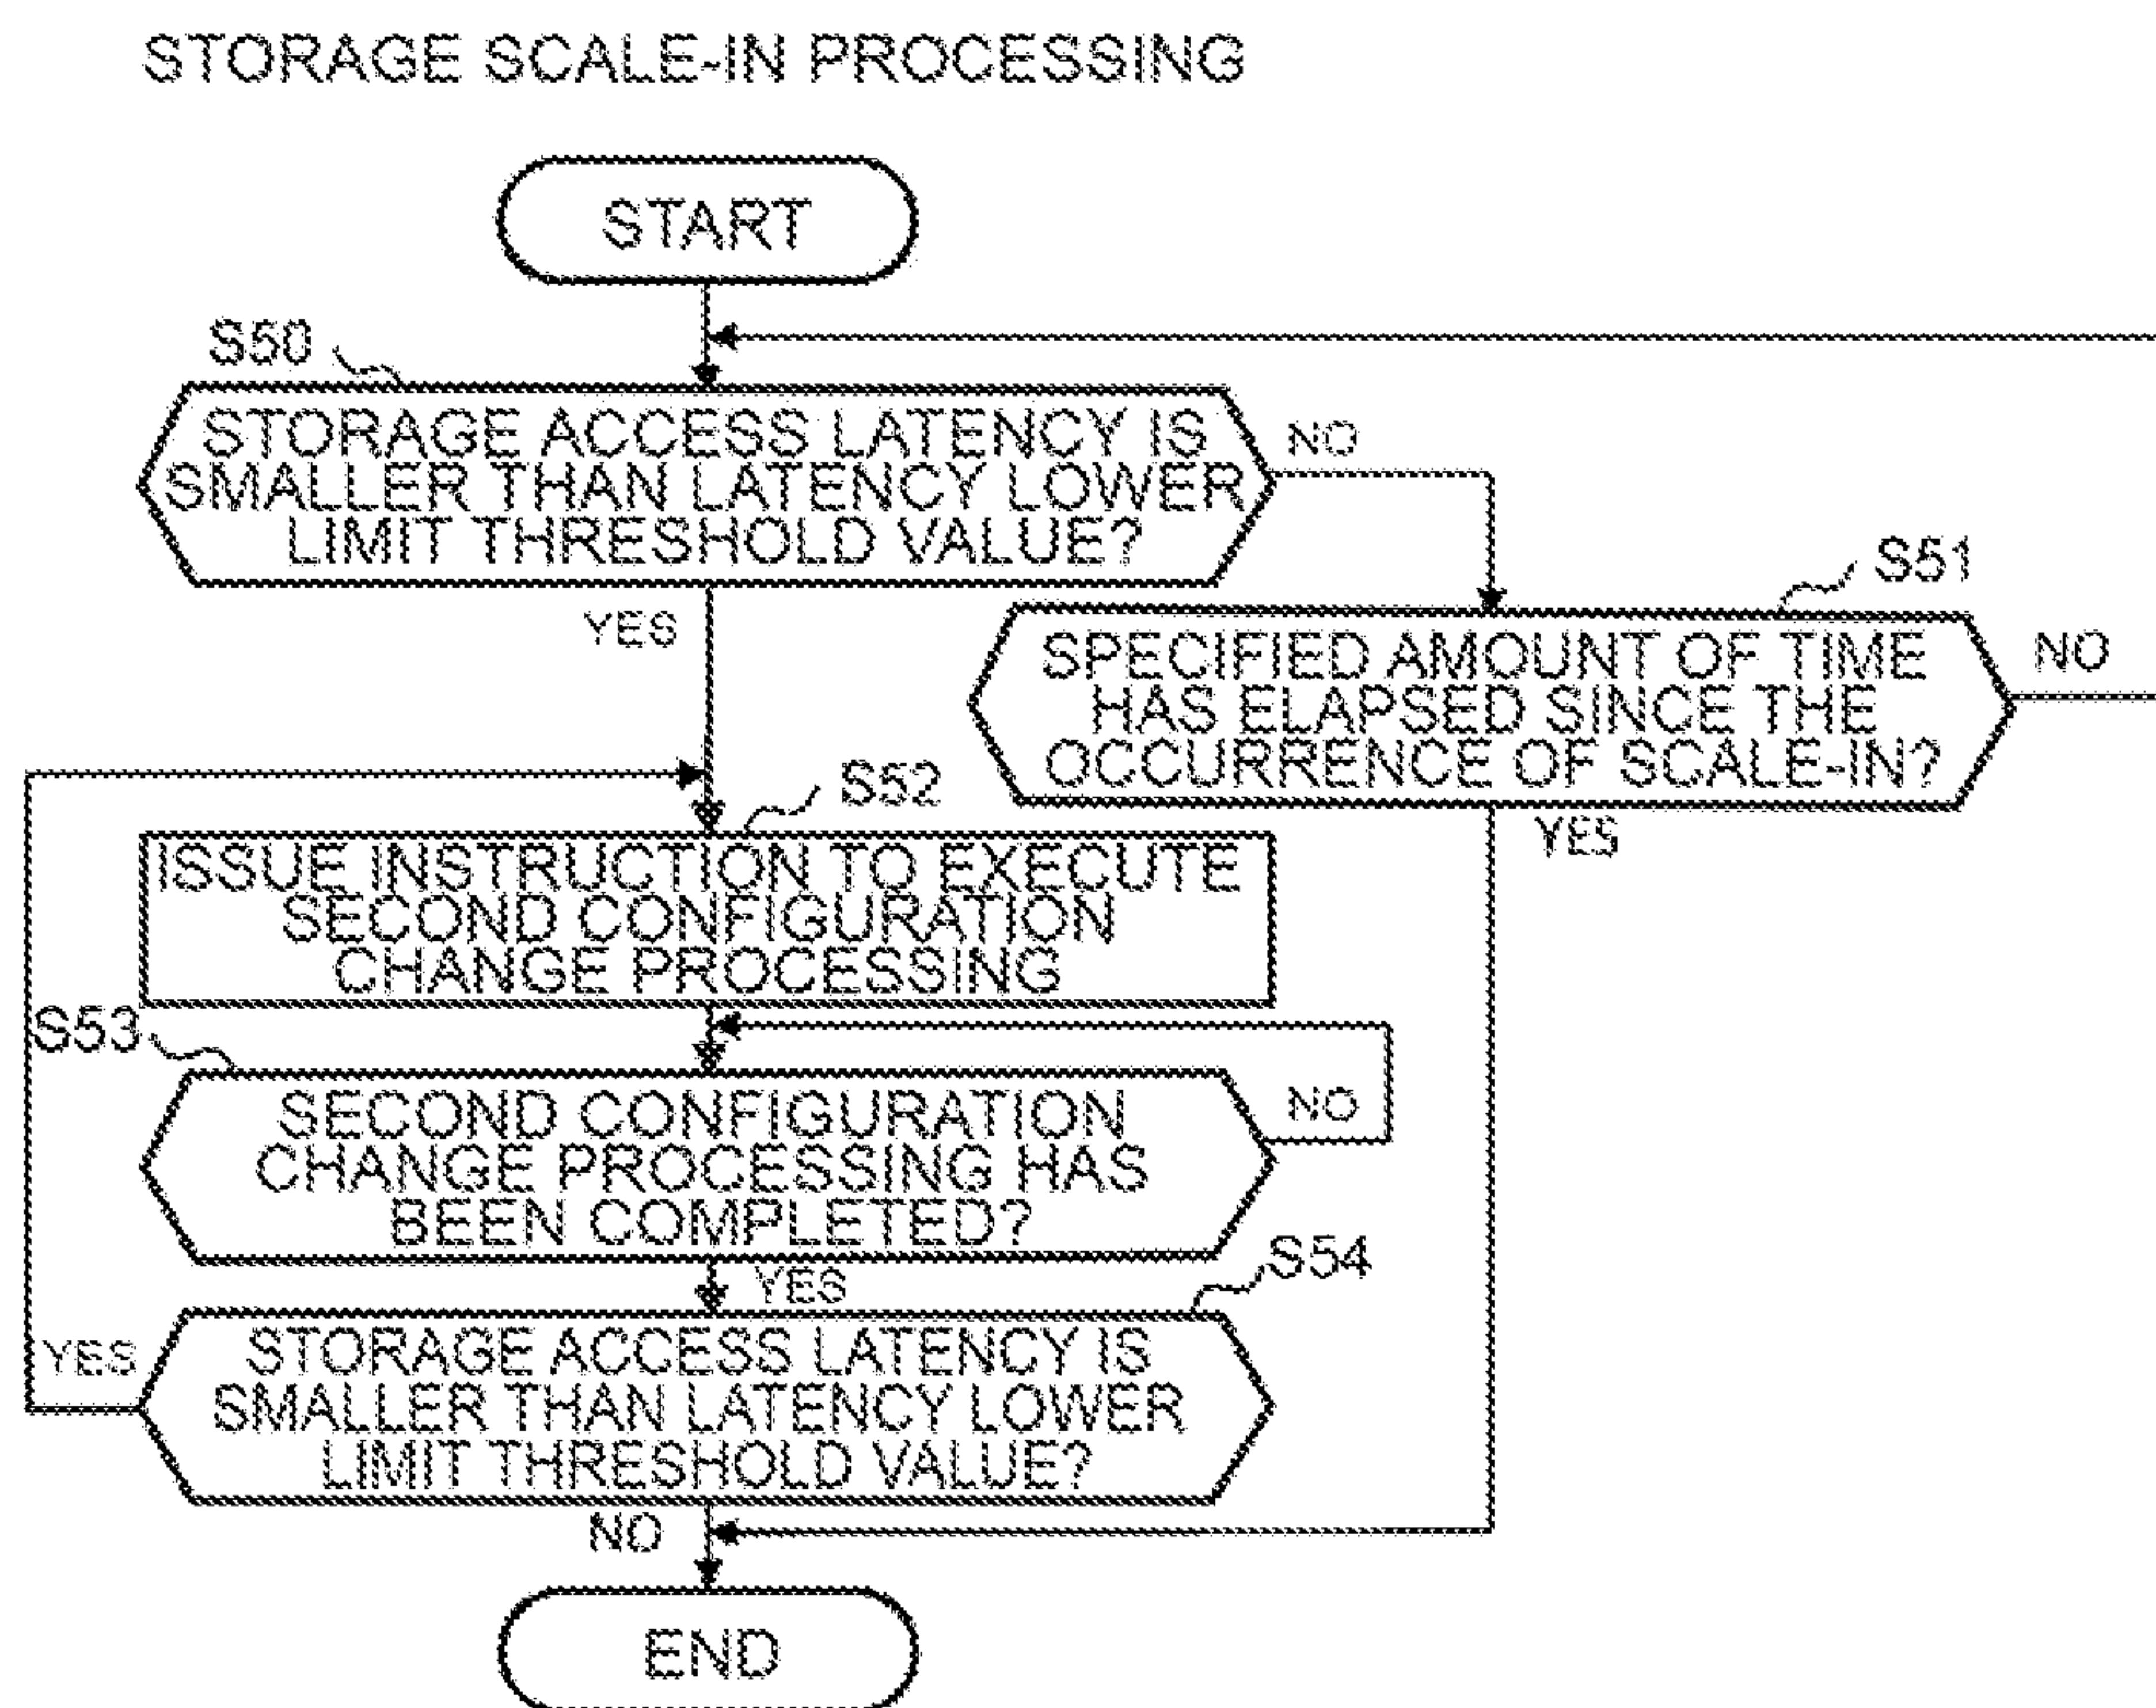 STORAGE SCALE-IN PROCESSING
START
S50
STORAGE ACCESS LATENCY IS
SMALLER THAN LATENCY LOWER
LIMIT THRESHOLD VALUE?
NO
YES
S51
SPECIFIED AMOUNT OF TIME
HAS ELAPSED SINCE THE
OCCURRENCE OF SCALE-IN?
NO
YES
S52
ISSUE INSTRUCTION TO EXECUTE
SECOND CONFIGURATION
CHANGE PROCESSING
S53
SECOND CONFIGURATION
CHANGE PROCESSING HAS
BEEN COMPLETED?
NO
YES
S54
STORAGE ACCESS LATENCY IS
SMALLER THAN LATENCY LOWER
LIMIT THRESHOLD VALUE?
YES
NO
END